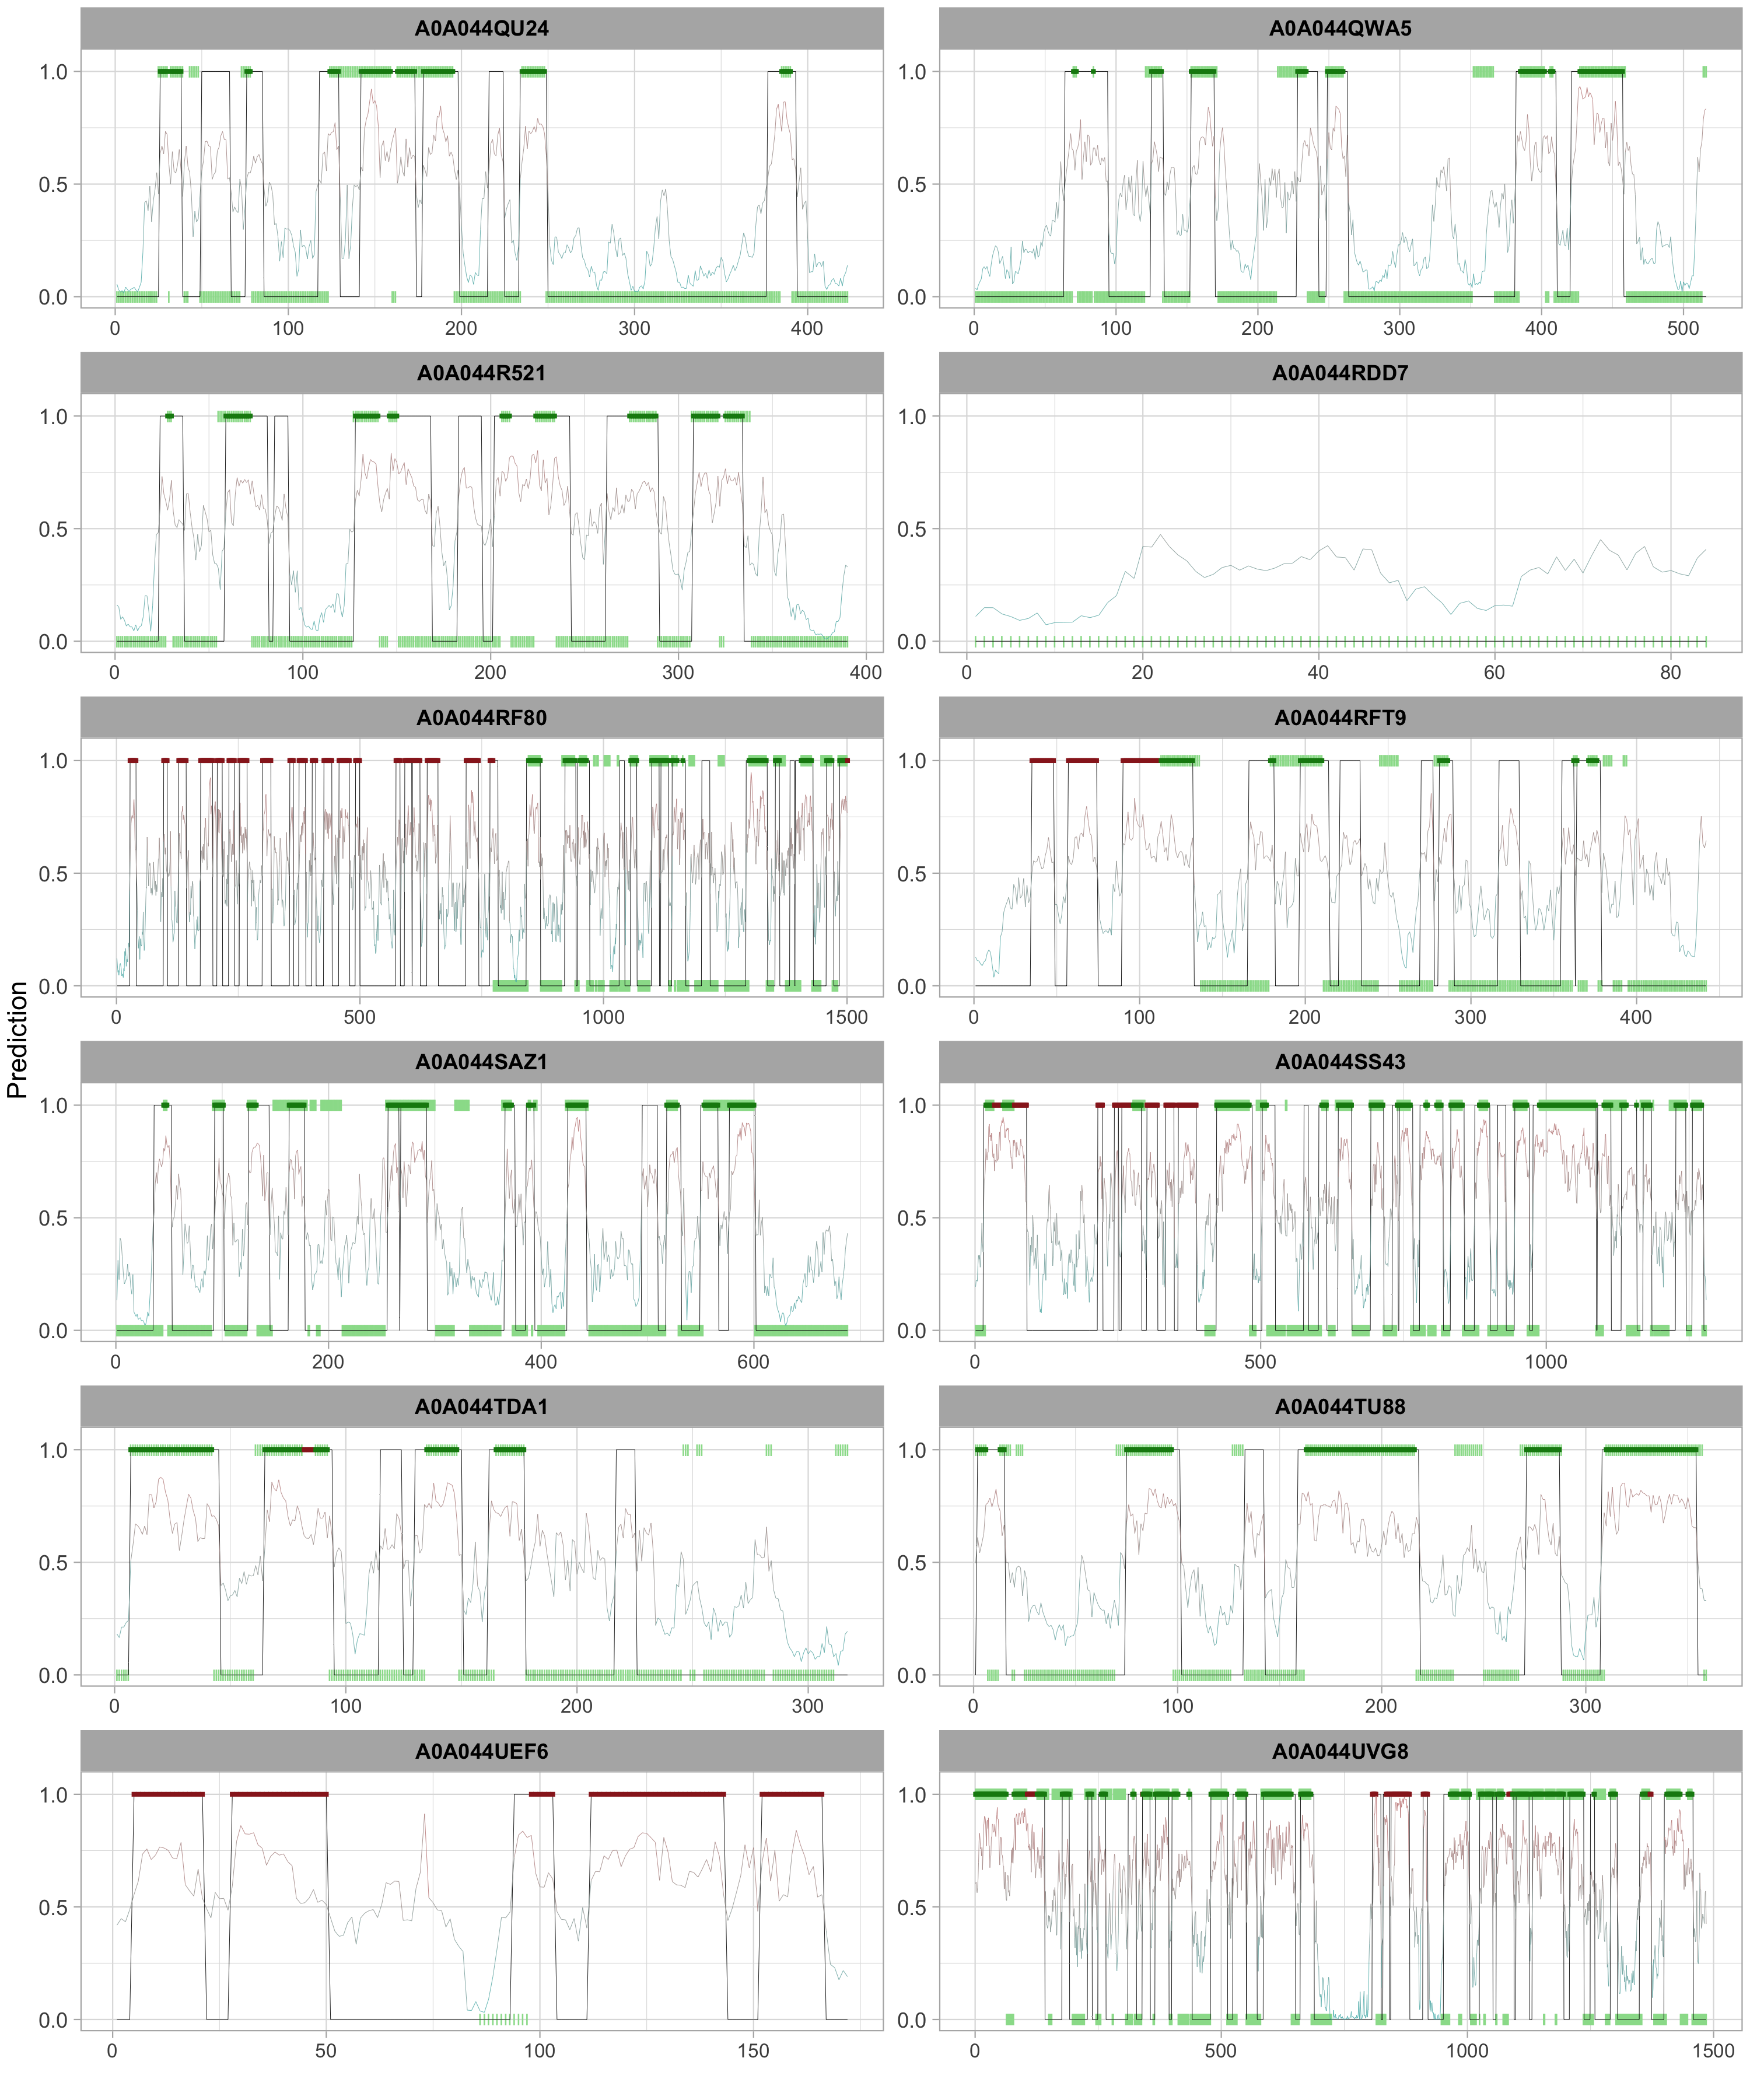 A0A044QU24 A0A044QWA5
1.0 1.0
0.5 0.5
0.0 0.0
0 100 200 300 400 0 100 200 300 400 500
A0A044R521 A0A044RDD7
1.0 1.0
0.5 0.5
0.0 0.0
0 100 200 300 400 0 20 40 60 80
A0A044RF80 A0A044RFT9
1.0 1.0
0.5 0.5
0.0 0.0
0 500 1000 1500 0 100 200 300 400
Prediction
A0A044SAZ1 A0A044SS43
1.0 1.0
0.5 0.5
0.0 0.0
0 200 400 600 0 500 1000
A0A044TDA1 A0A044TU88
1.0 1.0
0.5 0.5
0.0 0.0
0 100 200 300 0 100 200 300
A0A044UEF6 A0A044UVG8
1.0 1.0
0.5 0.5
0.0 0.0
0 50 100 150 0 500 1000 1500